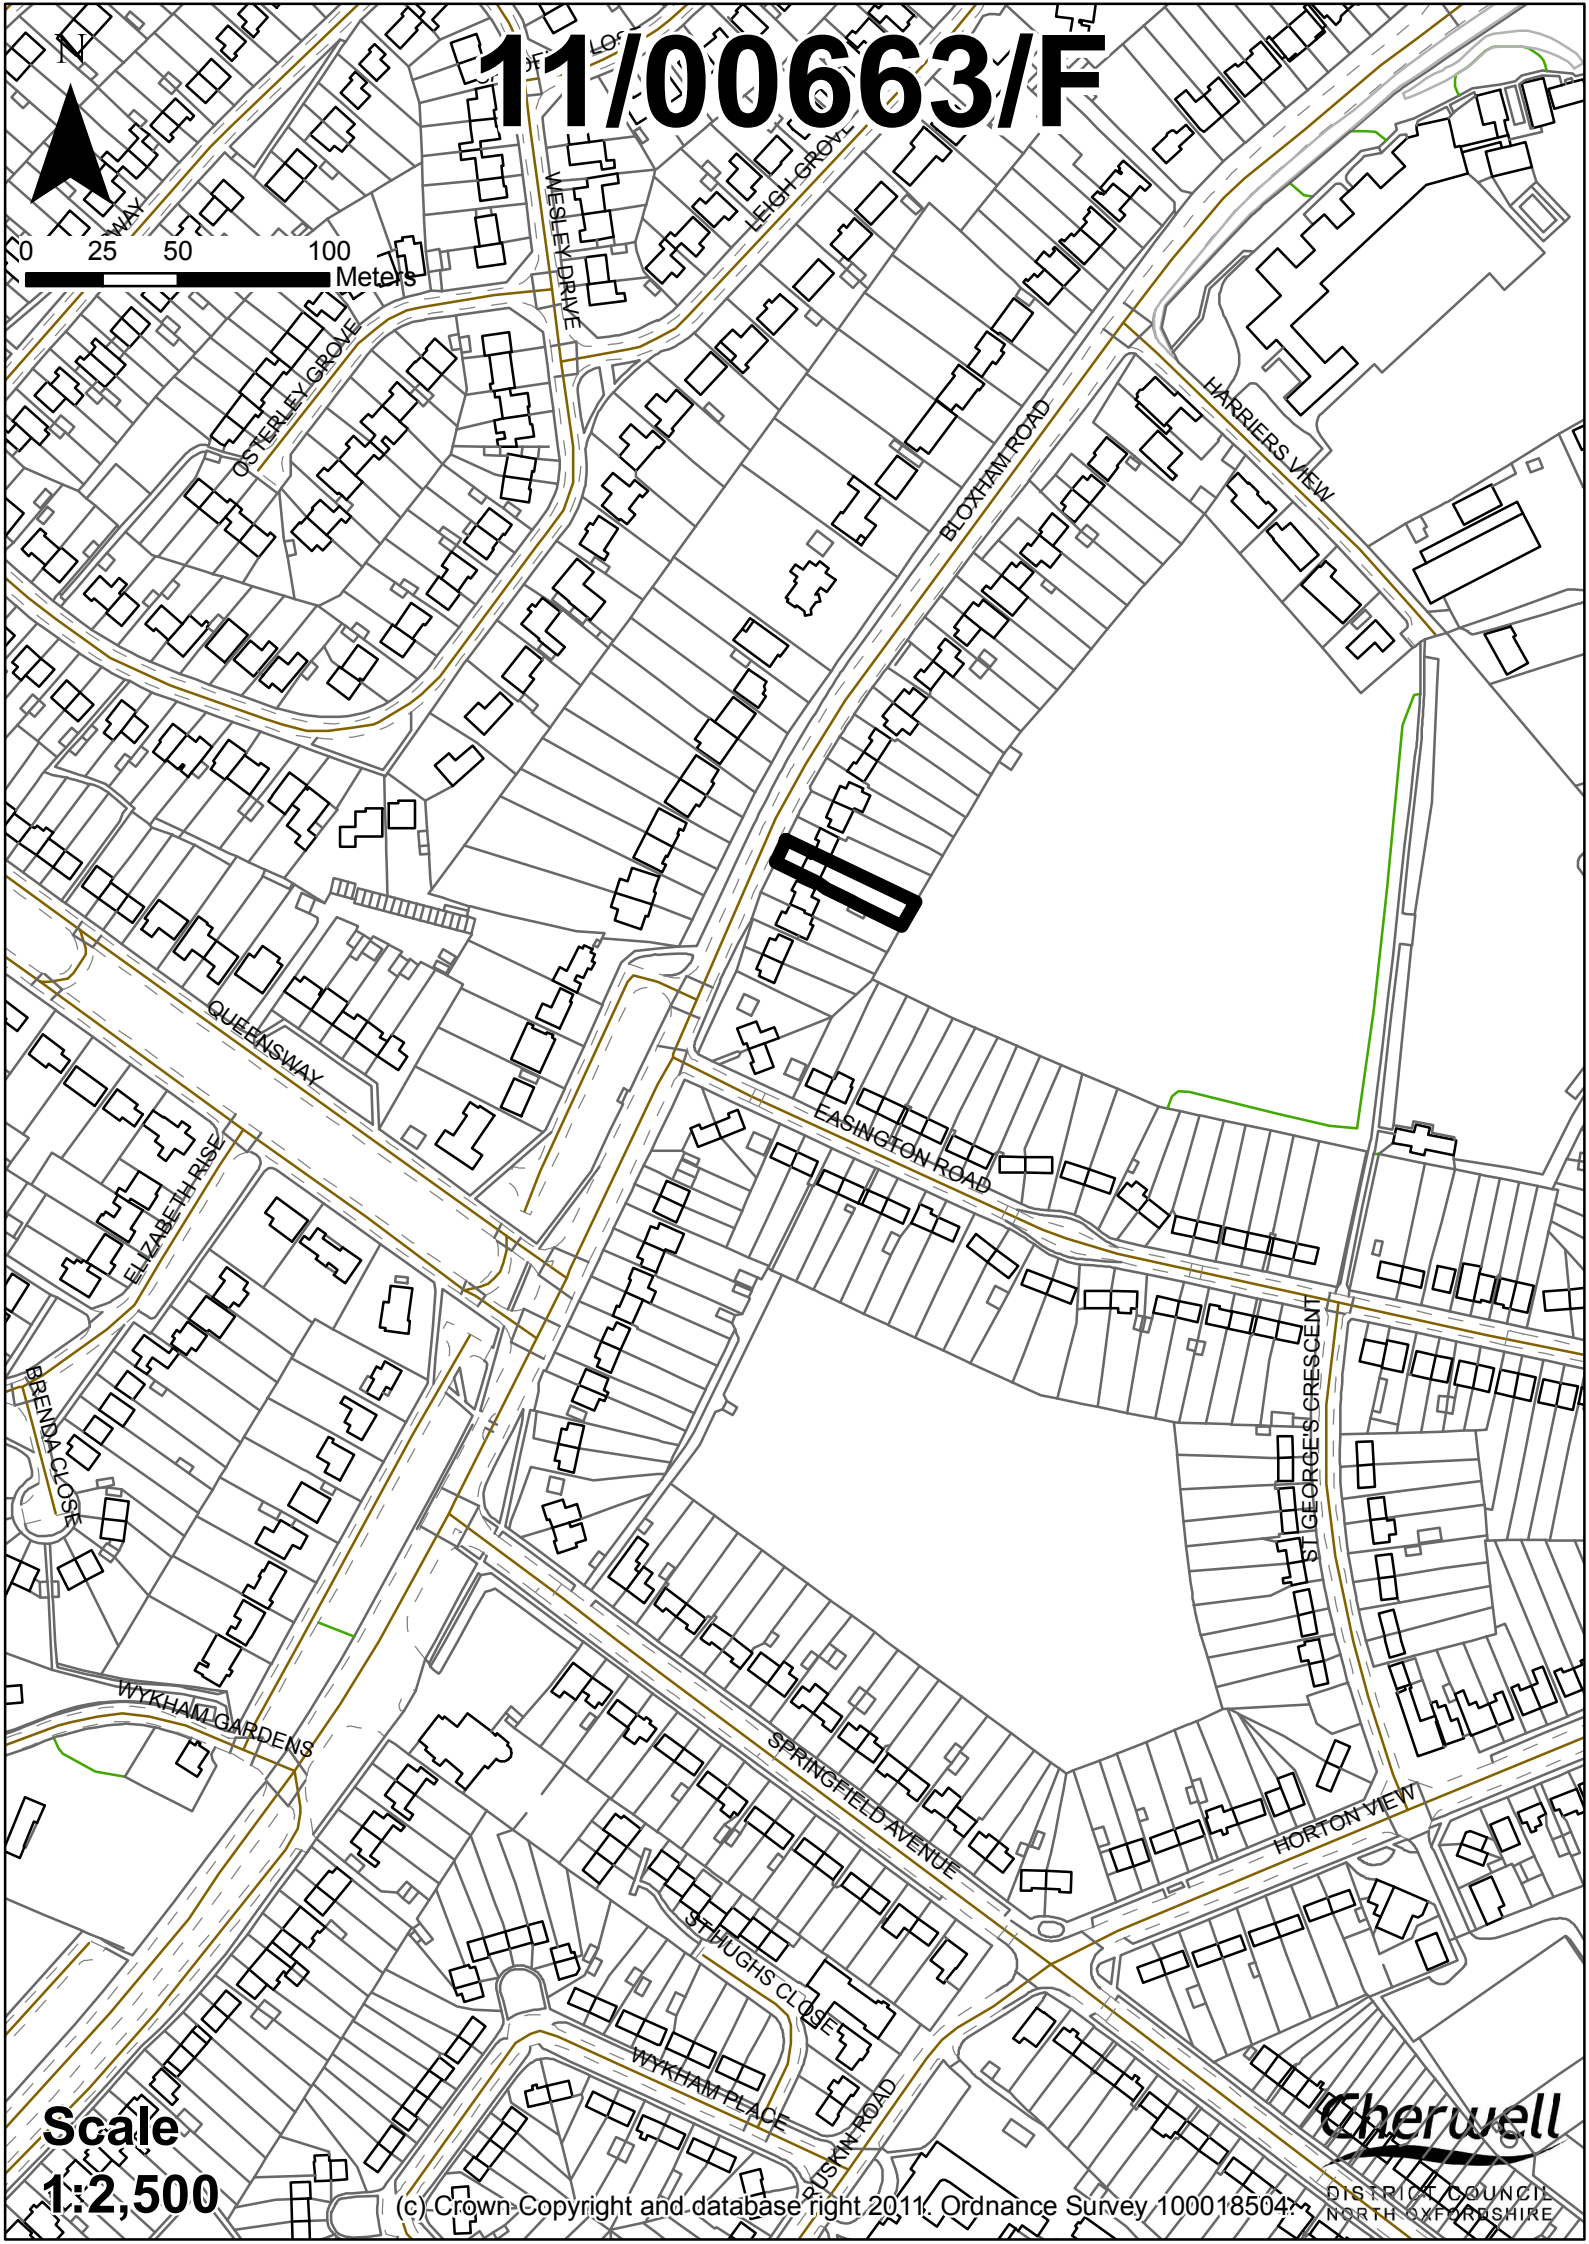 11/00663/F
N
0 25 50 100
Meters
WAY
WESLEY DRIVE
LEIGH GROVE
OSTERLEY GROVE
BLOXHAM ROAD
HARRIERS VIEW
QUEENSWAY
EASINGTON ROAD
ELIZABETH RISE
BRENDA CLOSE
ST GEORGE'S CRESCENT
WYKHAM GARDENS
SPRINGFIELD AVENUE
HORTON VIEW
ST HUGHS CLOSE
WYKHAM PLACE
RUSKIN ROAD
Scale
1:2,500
(c) Crown Copyright and database right 2011. Ordnance Survey 100018504.
Cherwell
DISTRICT COUNCIL
NORTH OXFORDSHIRE